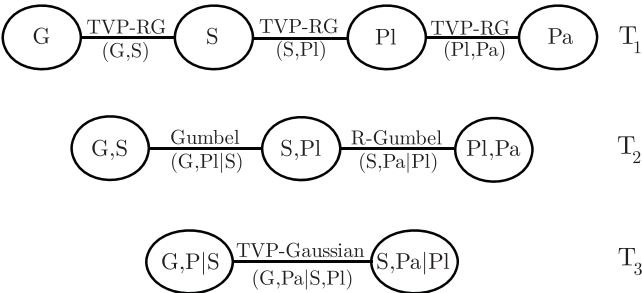 TVP-RG TVP-RG TVP-RG
G S Pl Pa T1
(G,S) (S,Pl) (Pl,Pa)
Gumbel R-Gumbel
G,S S,Pl Pl,Pa T2
(G,Pl|S) (S,Pa|Pl)
TVP-Gaussian
G,P|S S,Pa|Pl T3
(G,Pa|S,Pl)